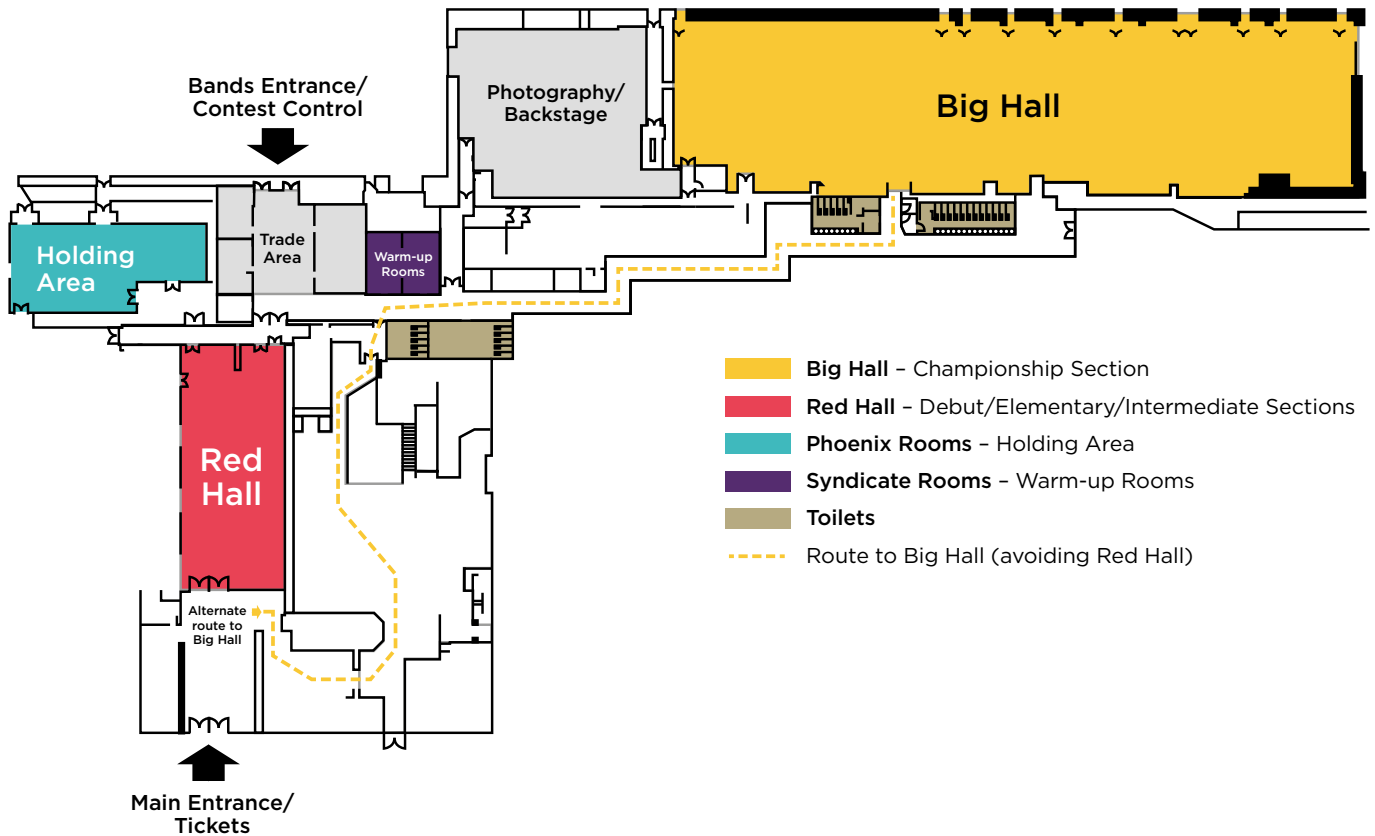 Bands Entrance/
Contest Control
Photography/
Backstage
Big Hall
Holding
Area
Trade
Area
Warm-up
Rooms
Red
Hall
Alternate
route to
Big Hall
Main Entrance/
Tickets
Big Hall – Championship Section
Red Hall – Debut/Elementary/Intermediate Sections
Phoenix Rooms – Holding Area
Syndicate Rooms – Warm-up Rooms
Toilets
Route to Big Hall (avoiding Red Hall)